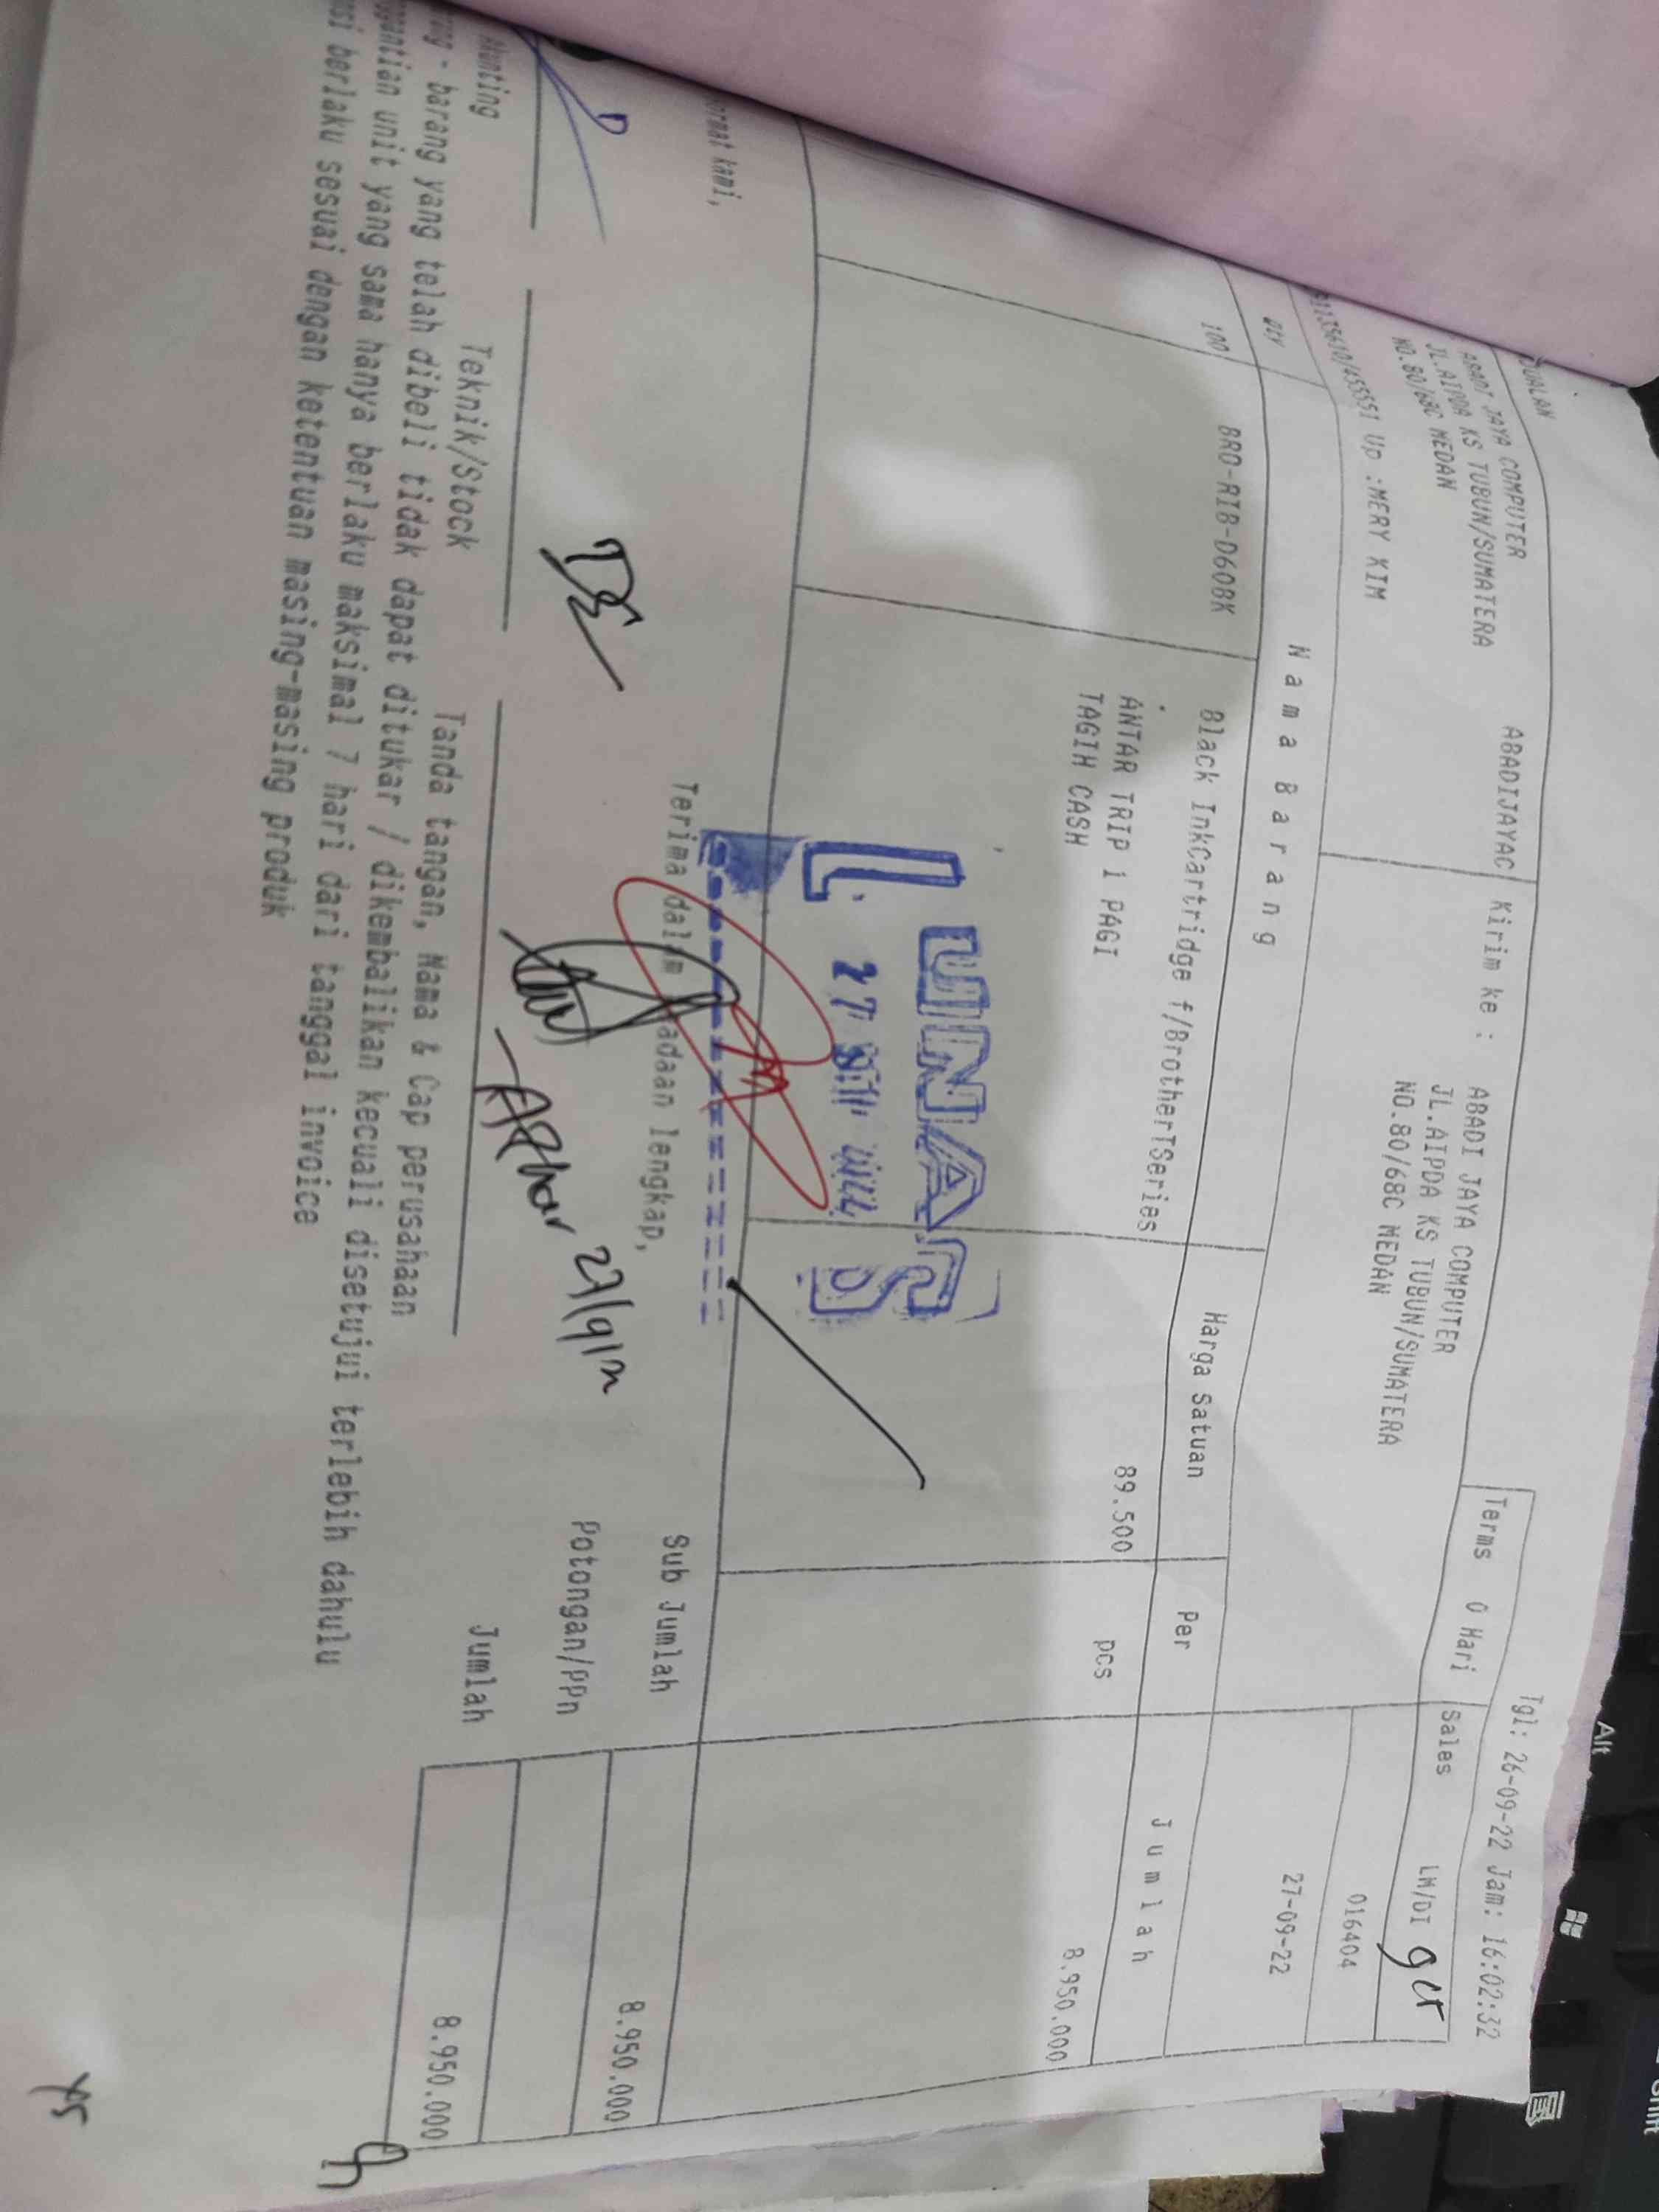 Tgl: 26-09-22 Jam: 16:02:32
ABADI JAYA COMPUTER
JL.AIPDA KS TUBUN/SUMATERA
NO.80/68C MEDAN
ABADIJAYAC
Kirim ke : ABADI JAYA COMPUTER
JL.AIPDA KS TUBUN/SUMATERA
NO.80/68C MEDAN
Terms 0 Hari
Sales LM/DI
016404
27-09-22
Up :MERY KIM
Qty Nama Barang Harga Satuan Per Jumlah
100 BRO-RIB-D60BK Black InkCartridge f/BrotherTSeries 89.500 pcs 8.950.000
ANTAR TRIP 1 PAGI
TAGIH CASH
LUNAS
kami, Terima dalam lengkap, Sub Jumlah 8.950.000
Potongan/PPn
27/9/22
Jumlah 8.950.000
Teknik/Stock Tanda tangan, Nama & Cap perusahaan
- barang yang telah dibeli tidak dapat ditukar / dikembalikan kecuali disetujui terlebih dahulu
unit yang sama hanya berlaku maksimal 7 hari dari tanggal invoice
berlaku sesuai dengan ketentuan masing-masing produk
Alt